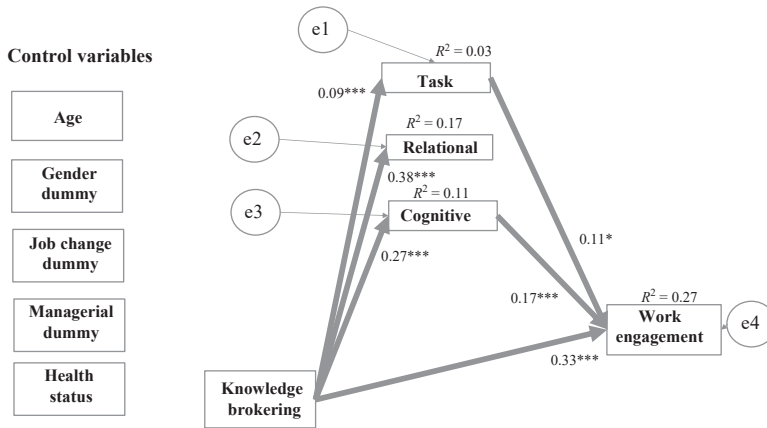 Control variables
Age
Gender
dummy
Job change
dummy
Managerial
dummy
Health
status
e1
R² = 0.03
Task
0.09***
e2
R² = 0.17
Relational
0.38***
e3
R² = 0.11
Cognitive
0.27***
0.11*
0.17***
R² = 0.27
Work
engagement
e4
0.33***
Knowledge
brokering